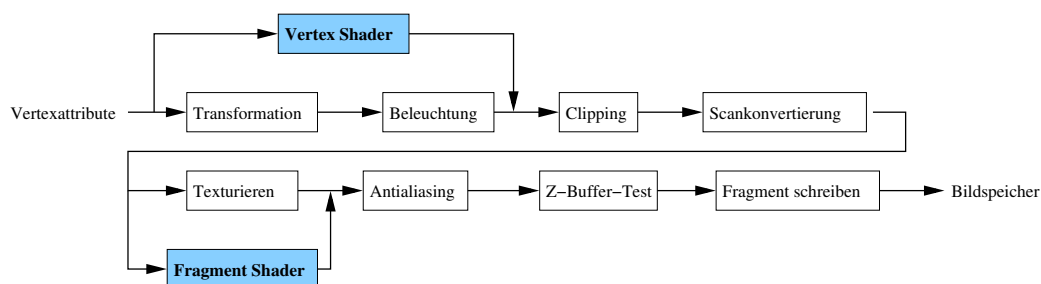 Vertex Shader
Vertexattribute
Transformation
Beleuchtung
Clipping
Scankonvertierung
Texturieren
Antialiasing
Z−Buffer−Test
Fragment schreiben
Bildspeicher
Fragment Shader